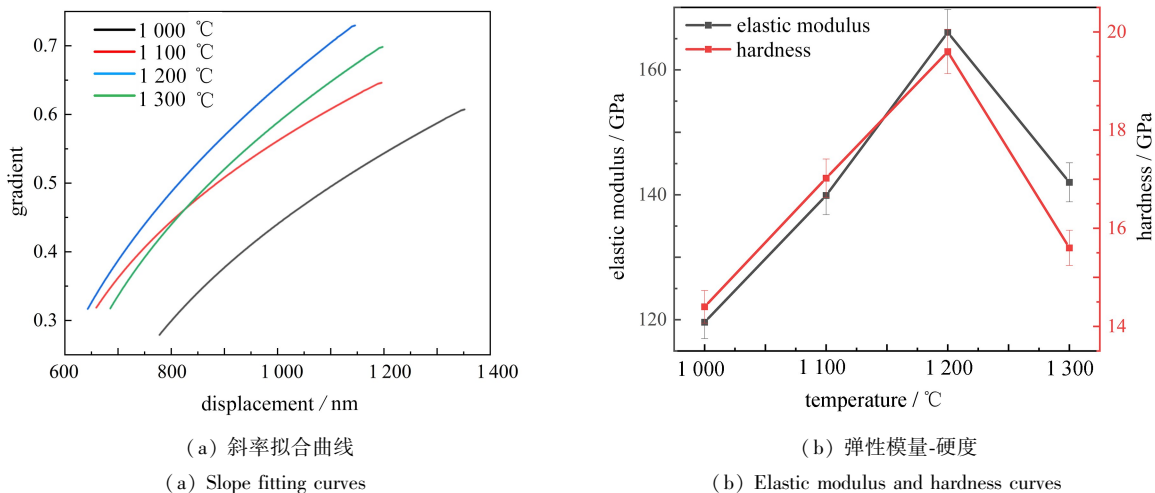 1 000 ℃
1 100 ℃
1 200 ℃
1 300 ℃
0.7
0.6
0.5
0.4
0.3
gradient
600 800 1 000 1 200 1 400
displacement / nm
(a) 斜率拟合曲线
(a) Slope fitting curves
elastic modulus
hardness
160
140
120
elastic modulus / GPa
20
18
16
14
hardness / GPa
1 000 1 100 1 200 1 300
temperature / ℃
(b) 弹性模量-硬度
(b) Elastic modulus and hardness curves